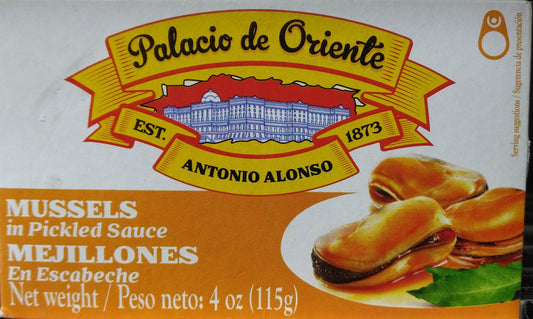 Palacio de Oriente
EST. 1873
ANTONIO ALONSO
MUSSELS
in Pickled Sauce
MEJILLONES
En Escabeche
Net weight / Peso neto: 4 oz (115g)
Serving suggestions / Sugerencia de presentación